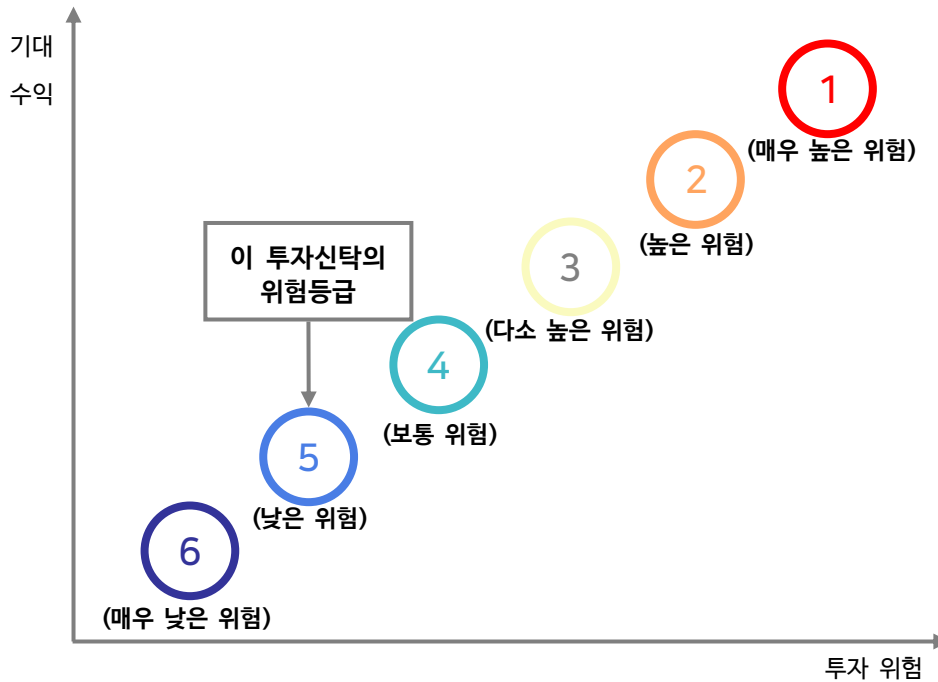 기대
수익
1
(매우 높은 위험)
2
(높은 위험)
이 투자신탁의
위험등급
3
(다소 높은 위험)
4
(보통 위험)
5
(낮은 위험)
6
(매우 낮은 위험)
투자 위험